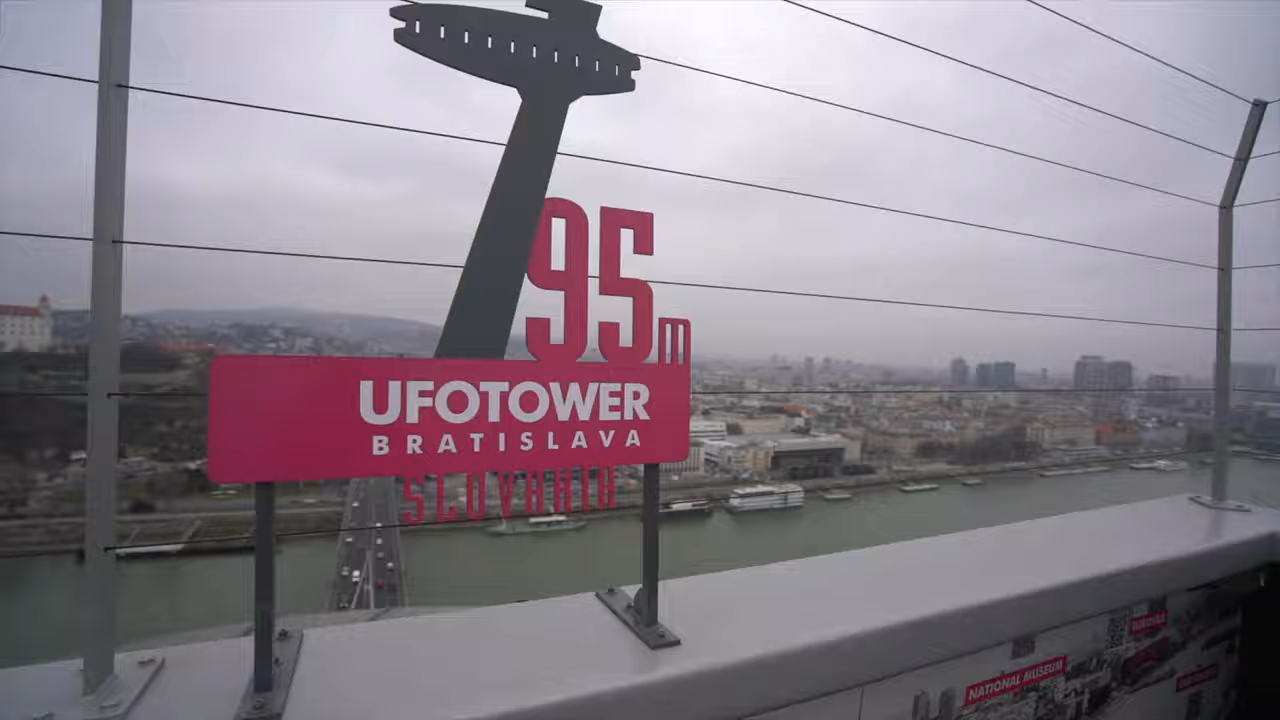 95m
UFOTOWER
BRATISLAVA
SLOVAKIA
NATIONAL MUSEUM